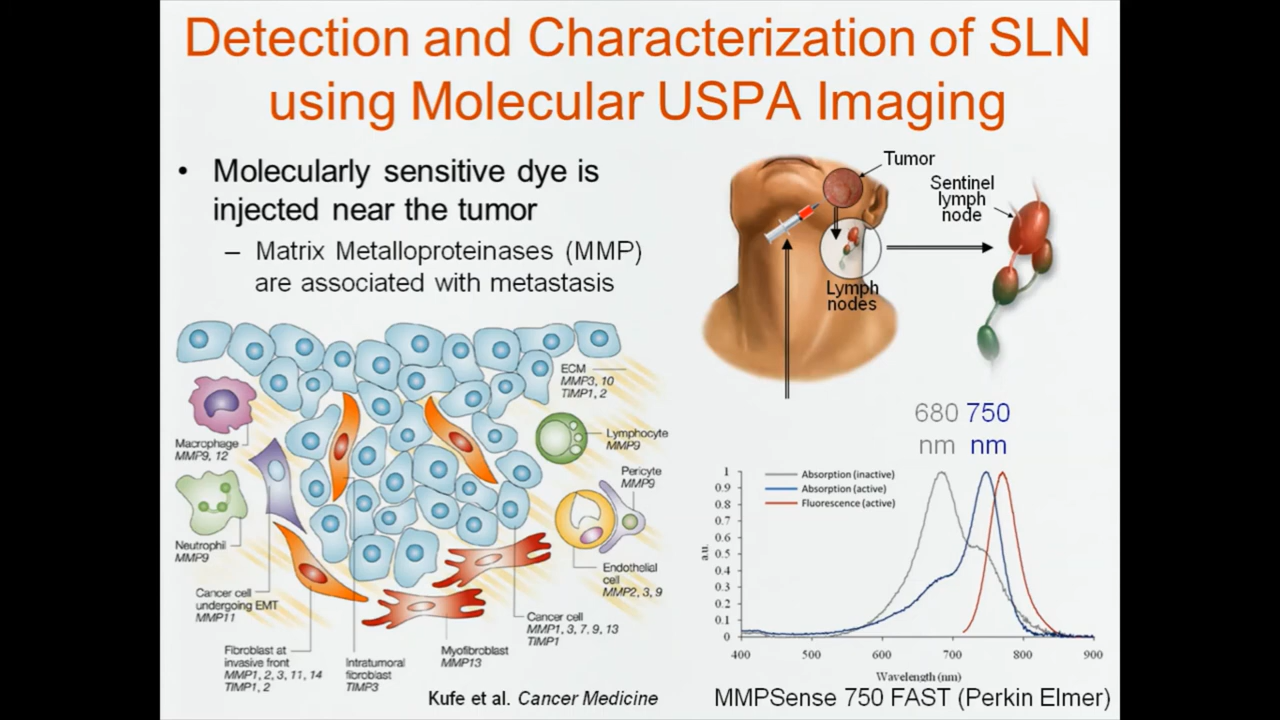 Detection and Characterization of SLN
using Molecular USPA Imaging
• Molecularly sensitive dye is
injected near the tumor
– Matrix Metalloproteinases (MMP)
are associated with metastasis
ECM
MMP3, 10
TIMP1, 2
Macrophage
MMP9, 12
Lymphocyte
MMP9
Pericyte
MMP9
Neutrophil
MMP9
Endothelial
cell
MMP2, 3, 9
Cancer cell
undergoing EMT
MMP11
Cancer cell
MMP1, 3, 7, 9, 13
TIMP1
Fibroblast at
invasive front
MMP1, 2, 3, 11, 14
TIMP1, 2
Intratumoral
fibroblast
TIMP3
Myofibroblast
MMP13
Kufe et al. Cancer Medicine
Tumor
Sentinel
lymph
node
Lymph
nodes
680 750
nm nm
Absorption (inactive)
Absorption (active)
Fluorescence (active)
1
0.9
0.8
0.7
0.6
0.5
0.4
0.3
0.2
0.1
0
a.u.
400 500 600 700 800 900
Wavelength (nm)
MMPSense 750 FAST (Perkin Elmer)